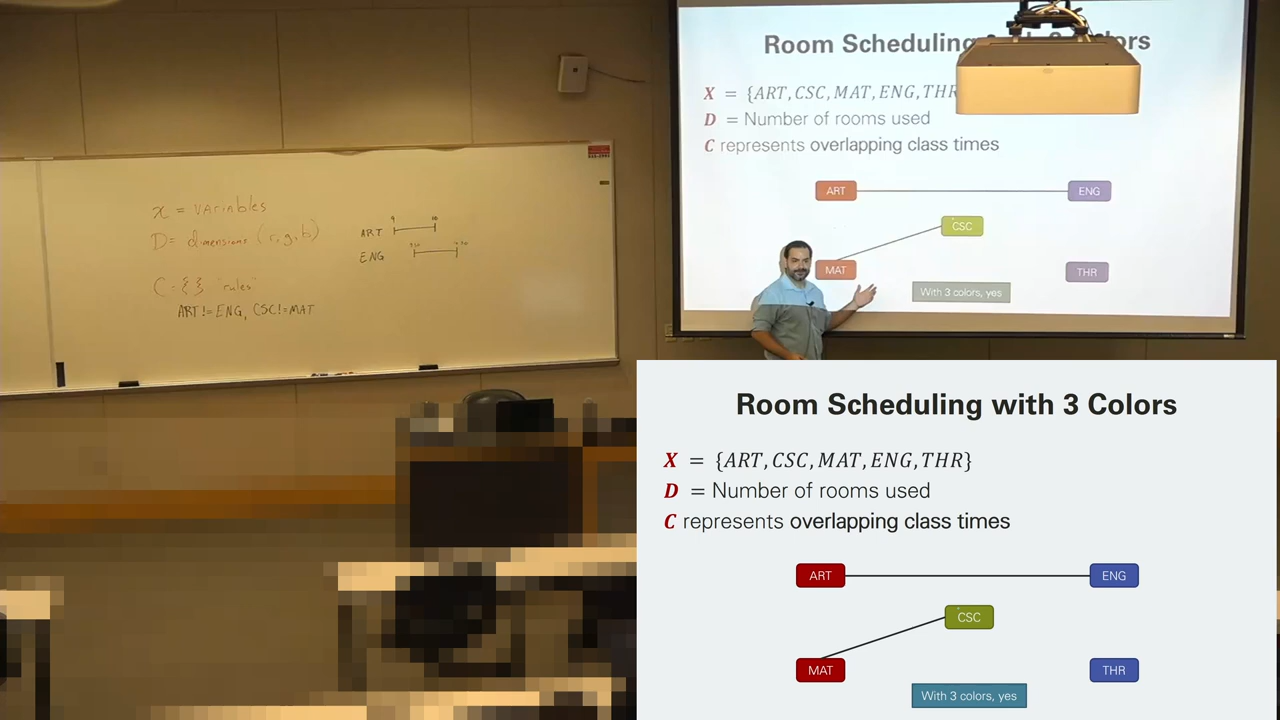 x = variables
D = dimensions (r, g, b)
C = { } "rules"
ART != ENG, CSC != MAT
9 10
ART
ENG
Room Scheduling
ors
X = {ART, CSC, MAT, ENG, THR
D = Number of rooms used
C represents overlapping class times
ART ENG
CSC
MAT THR
With 3 colors, yes
Room Scheduling with 3 Colors
X = {ART, CSC, MAT, ENG, THR}
D = Number of rooms used
C represents overlapping class times
ART ENG
CSC
MAT THR
With 3 colors, yes